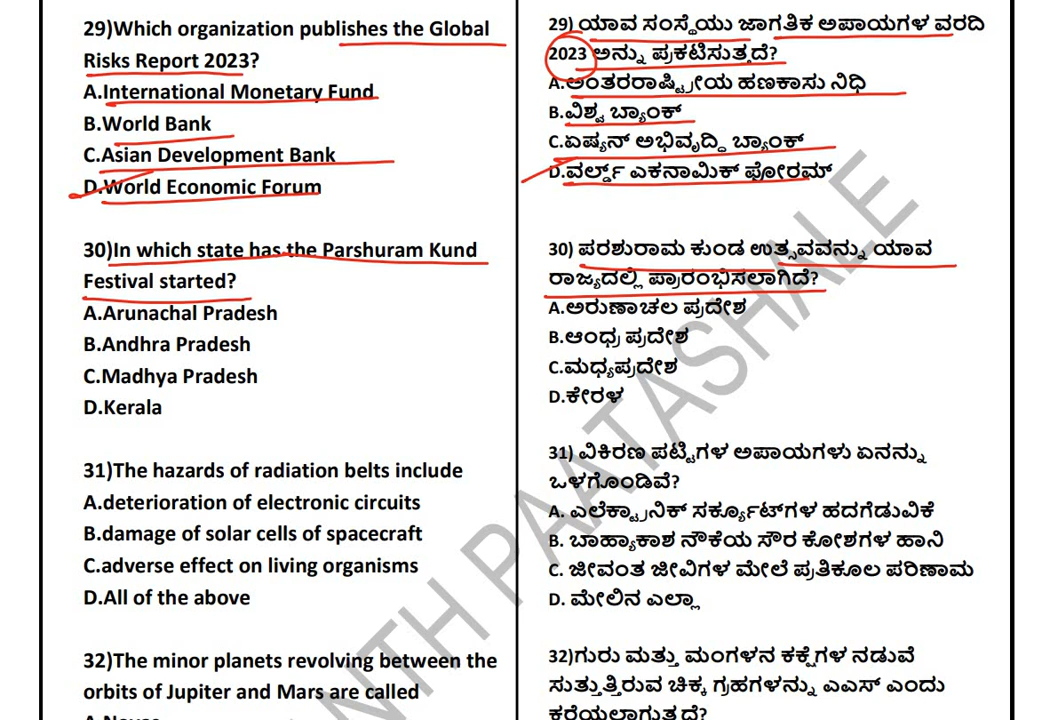 29)Which organization publishes the Global
Risks Report 2023?
A.International Monetary Fund
B.World Bank
C.Asian Development Bank
D.World Economic Forum
30)In which state has the Parshuram Kund
Festival started?
A.Arunachal Pradesh
B.Andhra Pradesh
C.Madhya Pradesh
D.Kerala
31)The hazards of radiation belts include
A.deterioration of electronic circuits
B.damage of solar cells of spacecraft
C.adverse effect on living organisms
D.All of the above
32)The minor planets revolving between the
orbits of Jupiter and Mars are called
29) ಯಾವ ಸಂಸ್ಥೆಯು ಜಾಗತಿಕ ಅಪಾಯಗಳ ವರದಿ
2023 ಅನ್ನು ಪ್ರಕಟಿಸುತ್ತದೆ?
A.ಅಂತರರಾಷ್ಟ್ರೀಯ ಹಣಕಾಸು ನಿಧಿ
B.ವಿಶ್ವ ಬ್ಯಾಂಕ್
C.ಏಷ್ಯನ್ ಅಭಿವೃದ್ಧಿ ಬ್ಯಾಂಕ್
D.ವರ್ಲ್ಡ್ ಎಕನಾಮಿಕ್ ಫೋರಮ್
30) ಪರಶುರಾಮ ಕುಂಡ ಉತ್ಸವವನ್ನು ಯಾವ
ರಾಜ್ಯದಲ್ಲಿ ಪ್ರಾರಂಭಿಸಲಾಗಿದೆ?
A.ಅರುಣಾಚಲ ಪ್ರದೇಶ
B.ಆಂಧ್ರ ಪ್ರದೇಶ
C.ಮಧ್ಯಪ್ರದೇಶ
D.ಕೇರಳ
31) ವಿಕಿರಣ ಪಟ್ಟಿಗಳ ಅಪಾಯಗಳು ಏನನ್ನು
ಒಳಗೊಂಡಿವೆ?
A. ಎಲೆಕ್ಟ್ರಾನಿಕ್ ಸರ್ಕ್ಯೂಟ್‌ಗಳ ಹದಗೆಡುವಿಕೆ
B. ಬಾಹ್ಯಾಕಾಶ ನೌಕೆಯ ಸೌರ ಕೋಶಗಳ ಹಾನಿ
C. ಜೀವಂತ ಜೀವಿಗಳ ಮೇಲೆ ಪ್ರತಿಕೂಲ ಪರಿಣಾಮ
D. ಮೇಲಿನ ಎಲ್ಲಾ
32)ಗುರು ಮತ್ತು ಮಂಗಳನ ಕಕ್ಷೆಗಳ ನಡುವೆ
ಸುತ್ತುತ್ತಿರುವ ಚಿಕ್ಕ ಗ್ರಹಗಳನ್ನು ಎಎಸ್ ಎಂದು
ಕರೆಯಲಾಗುತ್ತದೆ?
NTH PAATASHALE